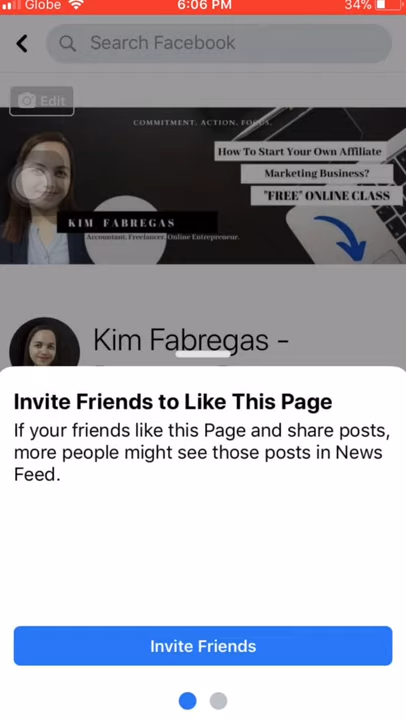 Globe 6:06 PM 34%
Search Facebook
Edit
COMMITMENT. ACTION. FOCUS.
How To Start Your Own Affiliate
Marketing Business?
"FREE" ONLINE CLASS
KIM FABREGAS
Accountant, Freelancer, Online Entrepreneur.
Kim Fabregas -
Invite Friends to Like This Page
If your friends like this Page and share posts,
more people might see those posts in News
Feed.
Invite Friends